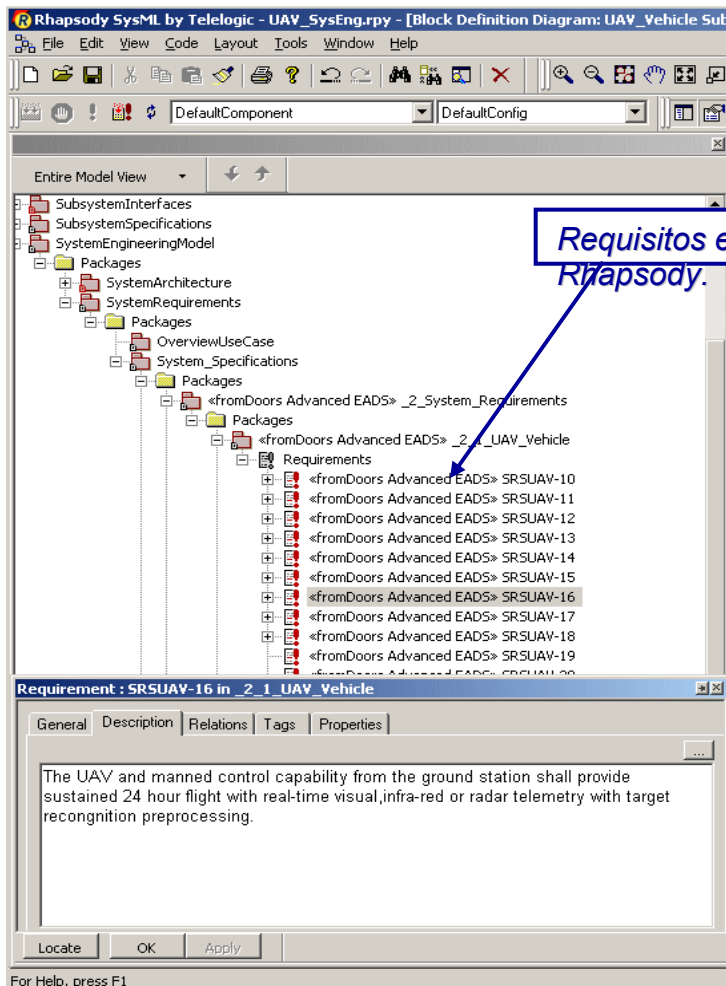 Rhapsody SysML by Telelogic - UAV_SysEng.rpy - [Block Definition Diagram: UAV_Vehicle Sub
File Edit View Code Layout Tools Window Help
DefaultComponent DefaultConfig
Entire Model View
SubsystemInterfaces
SubsystemSpecifications
SystemEngineeringModel
Packages
SystemArchitecture
SystemRequirements
Packages
OverviewUseCase
System_Specifications
Packages
«fromDoors Advanced EADS» _2_System_Requirements
Packages
«fromDoors Advanced EADS» _2_1_UAV_Vehicle
Requirements
«fromDoors Advanced EADS» SRSUAV-10
«fromDoors Advanced EADS» SRSUAV-11
«fromDoors Advanced EADS» SRSUAV-12
«fromDoors Advanced EADS» SRSUAV-13
«fromDoors Advanced EADS» SRSUAV-14
«fromDoors Advanced EADS» SRSUAV-15
«fromDoors Advanced EADS» SRSUAV-16
«fromDoors Advanced EADS» SRSUAV-17
«fromDoors Advanced EADS» SRSUAV-18
«fromDoors Advanced EADS» SRSUAV-19
«fromDoors Advanced EADS» SRSUAV-20
Requisitos e
Rhapsody.
Requirement : SRSUAV-16 in _2_1_UAV_Vehicle
General Description Relations Tags Properties
...
The UAV and manned control capability from the ground station shall provide
sustained 24 hour flight with real-time visual,infra-red or radar telemetry with target
recongnition preprocessing.
Locate OK Apply
For Help, press F1